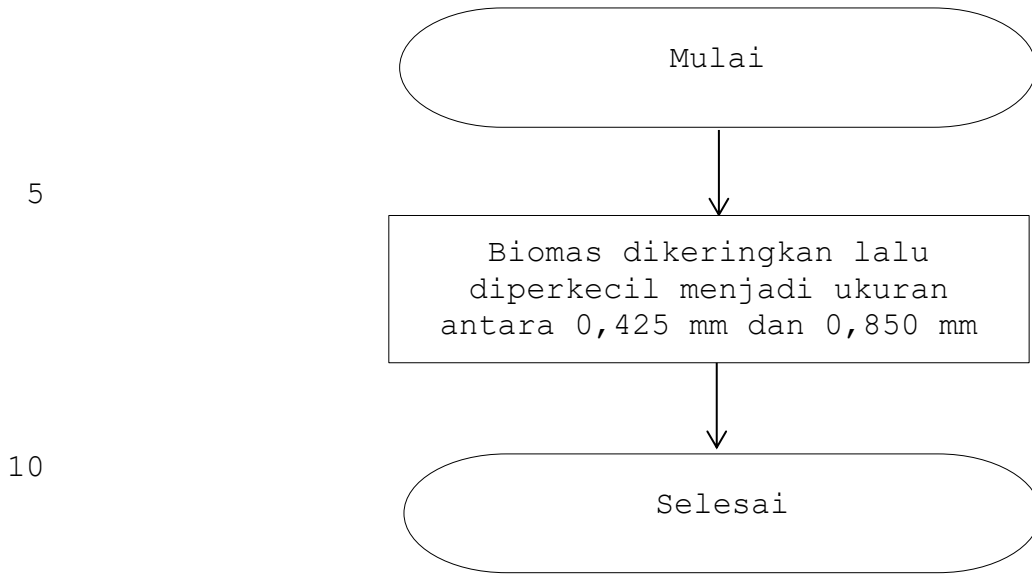 Mulai
5
Biomas dikeringkan lalu
diperkecil menjadi ukuran
antara 0,425 mm dan 0,850 mm
10
Selesai